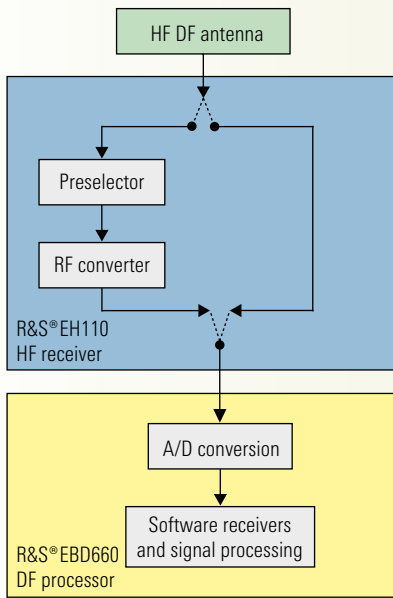 HF DF antenna
Preselector
RF converter
R&S®EH110
HF receiver
A/D conversion
Software receivers
and signal processing
R&S®EBD660
DF processor